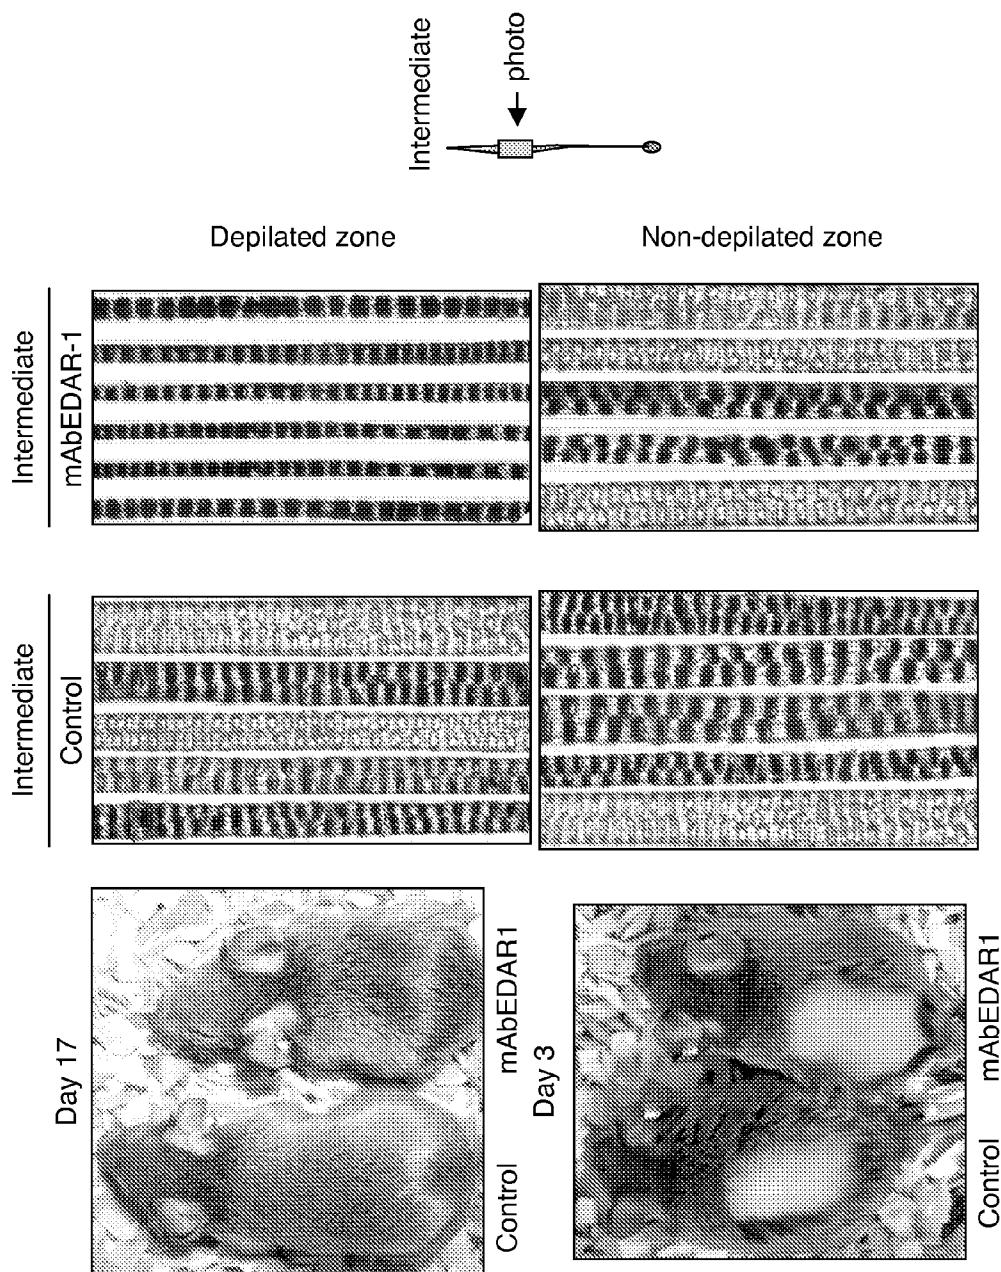 Day 17
Control
mAbEDAR1
Day 3
Control
mAbEDAR1
Intermediate
Control
Intermediate
mAbEDAR-1
Depilated zone
Non-depilated zone
Intermediate
photo